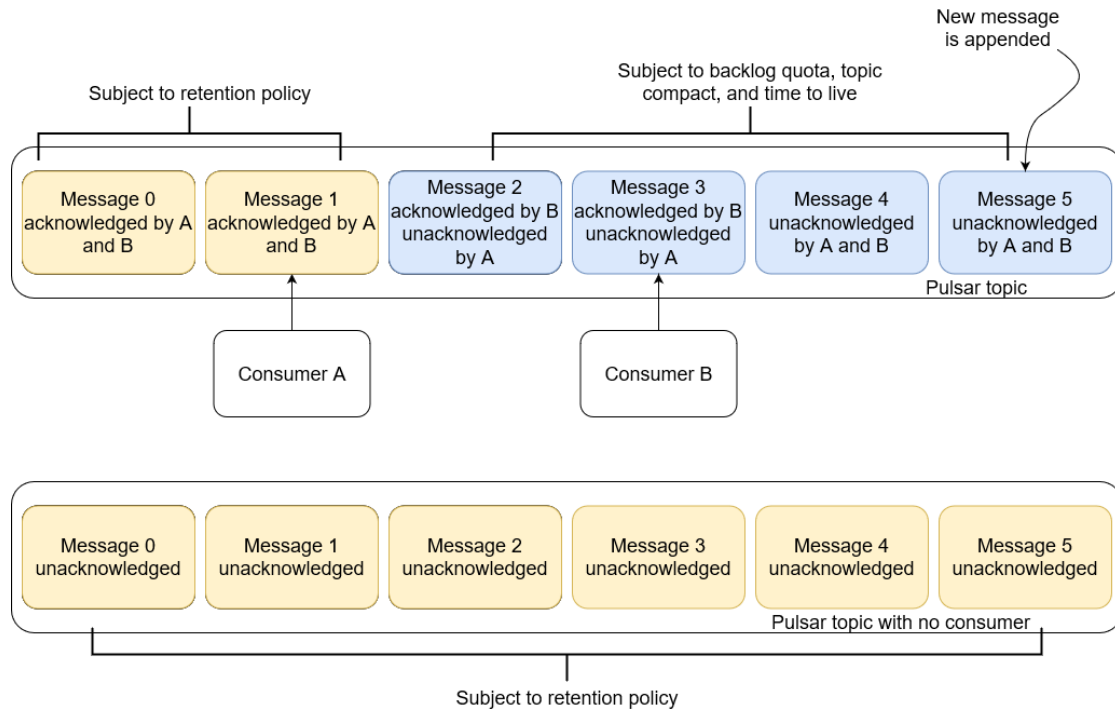 New message
is appended
Subject to backlog quota, topic
compact, and time to live
Subject to retention policy
Message 0
acknowledged by A
and B
Message 1
acknowledged by A
and B
Message 2
acknowledged by B
unacknowledged
by A
Message 3
acknowledged by B
unacknowledged
by A
Message 4
unacknowledged
by A and B
Message 5
unacknowledged
by A and B
Pulsar topic
Consumer A
Consumer B
Message 0
unacknowledged
Message 1
unacknowledged
Message 2
unacknowledged
Message 3
unacknowledged
Message 4
unacknowledged
Message 5
unacknowledged
Pulsar topic with no consumer
Subject to retention policy